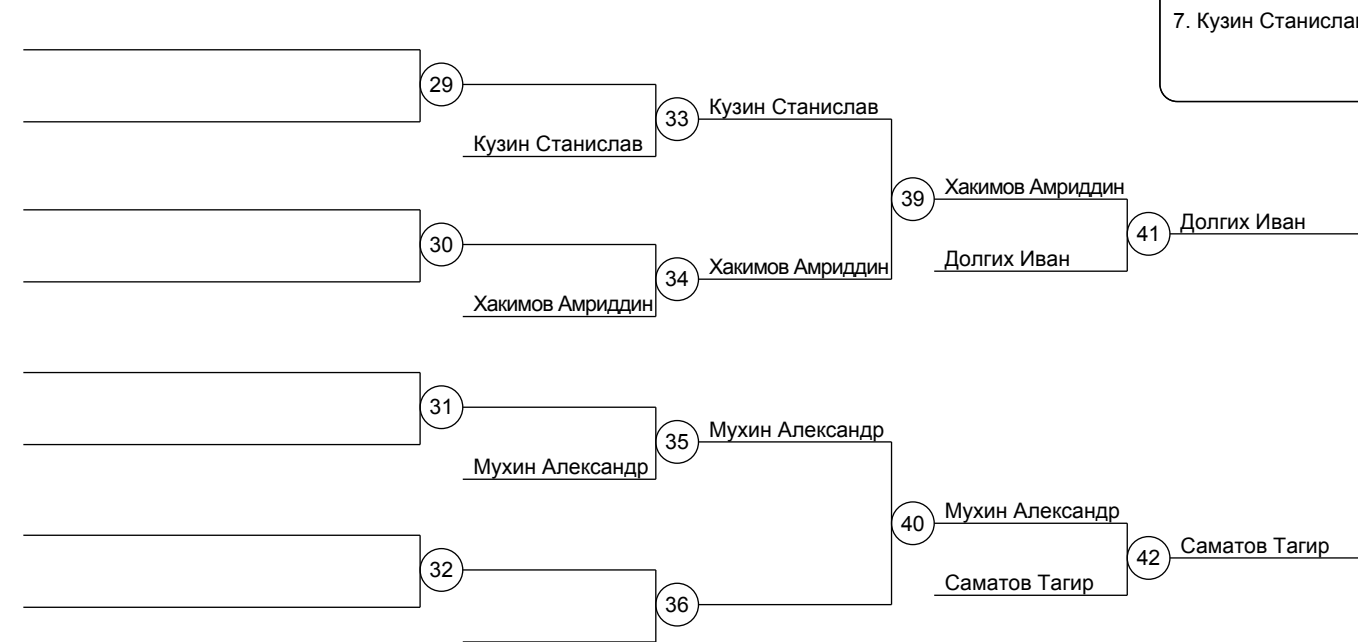 7. Кузин Станислав
29
33
Кузин Станислав
Кузин Станислав
39
Хакимов Амриддин
30
34
Хакимов Амриддин
41
Долгих Иван
Долгих Иван
Хакимов Амриддин
31
35
Мухин Александр
Мухин Александр
40
Мухин Александр
42
Саматов Тагир
32
Саматов Тагир
36